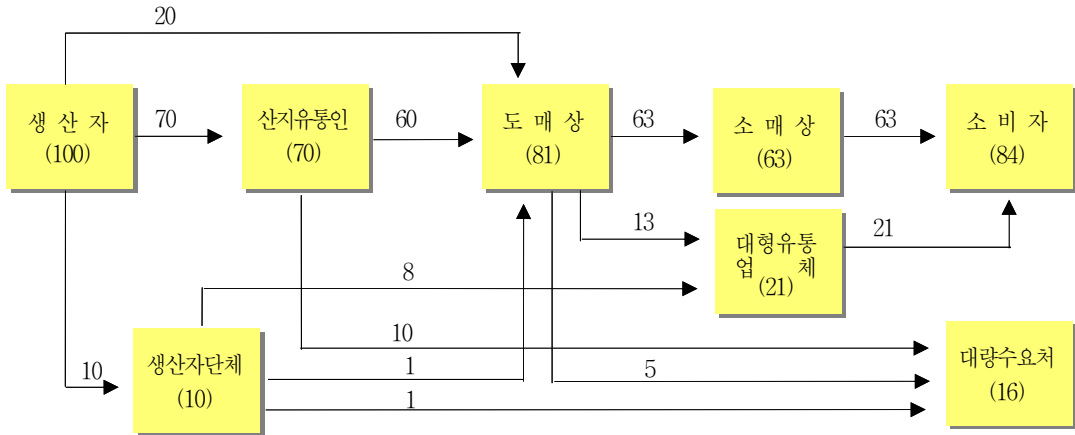 20
생 산 자
(100)
70
산지유통인
(70)
60
도 매 상
(81)
63
소 매 상
(63)
63
소 비 자
(84)
13
대형유통
업 체
(21)
21
8
10
생산자단체
(10)
10
1
1
5
대량수요처
(16)